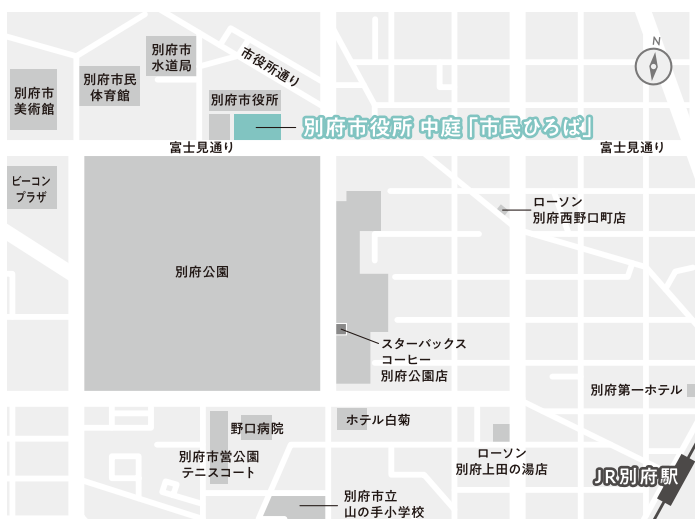 N
別府市
水道局
市役所通り
別府市民
体育館
別府市
美術館
別府市役所
別府市役所 中庭「市民ひろば」
富士見通り
富士見通り
ビーコン
プラザ
ローソン
別府西野口町店
別府公園
スターバックス
コーヒー
別府公園店
別府第一ホテル
ホテル白菊
野口病院
別府市営公園
テニスコート
ローソン
別府上田の湯店
JR別府駅
別府市立
山の手小学校